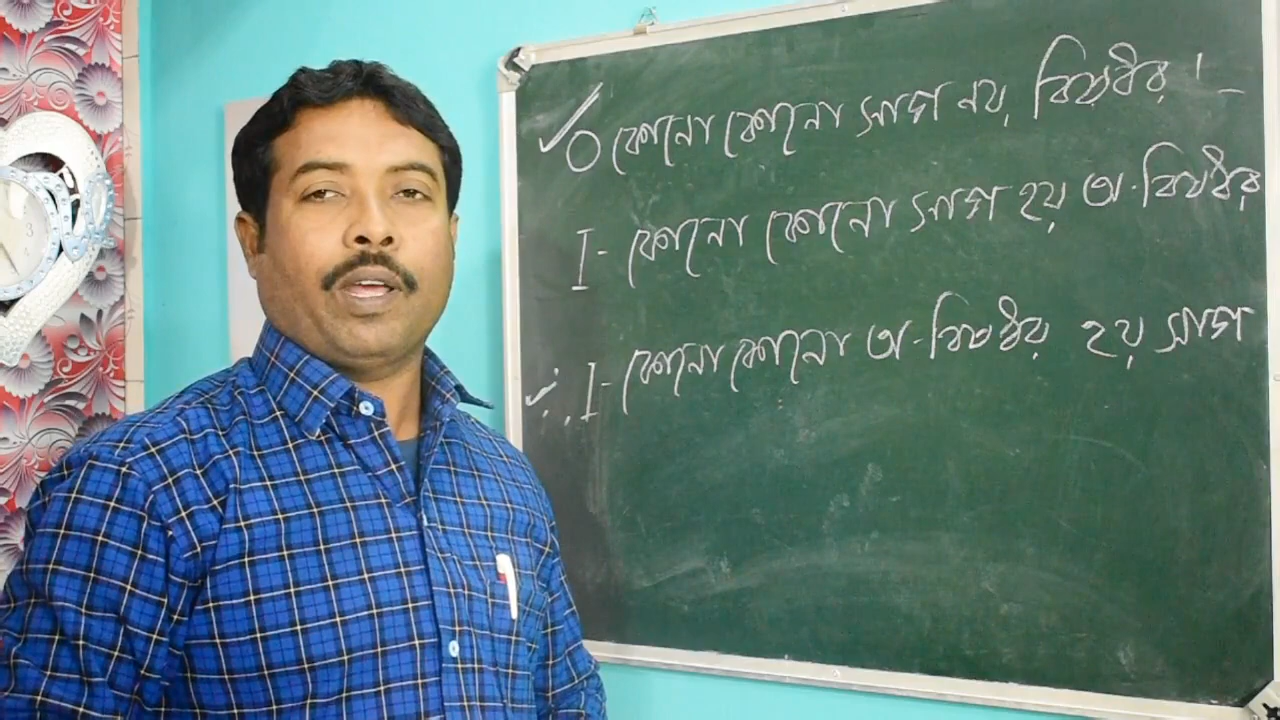 ✓ O কোনো কোনো সাপ নয় বিষধর ।
I - কোনো কোনো সাপ হয় অ-বিষধর
✓ ∴ I - কোনো কোনো অ-বিষধর হয় সাপ